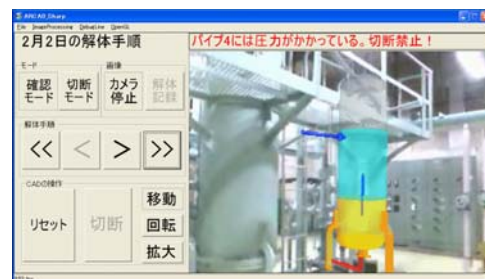 ARCAD_Sharp
File ImageProcessing DebugLine OpenGL
2月2日の解体手順
パイプ4には圧力がかかっている。切断禁止！
モード
画像
確認モード
切断モード
カメラ停止
解体記録
解体手順
<< < > >>
CADの操作
リセット
切断
移動
回転
拡大